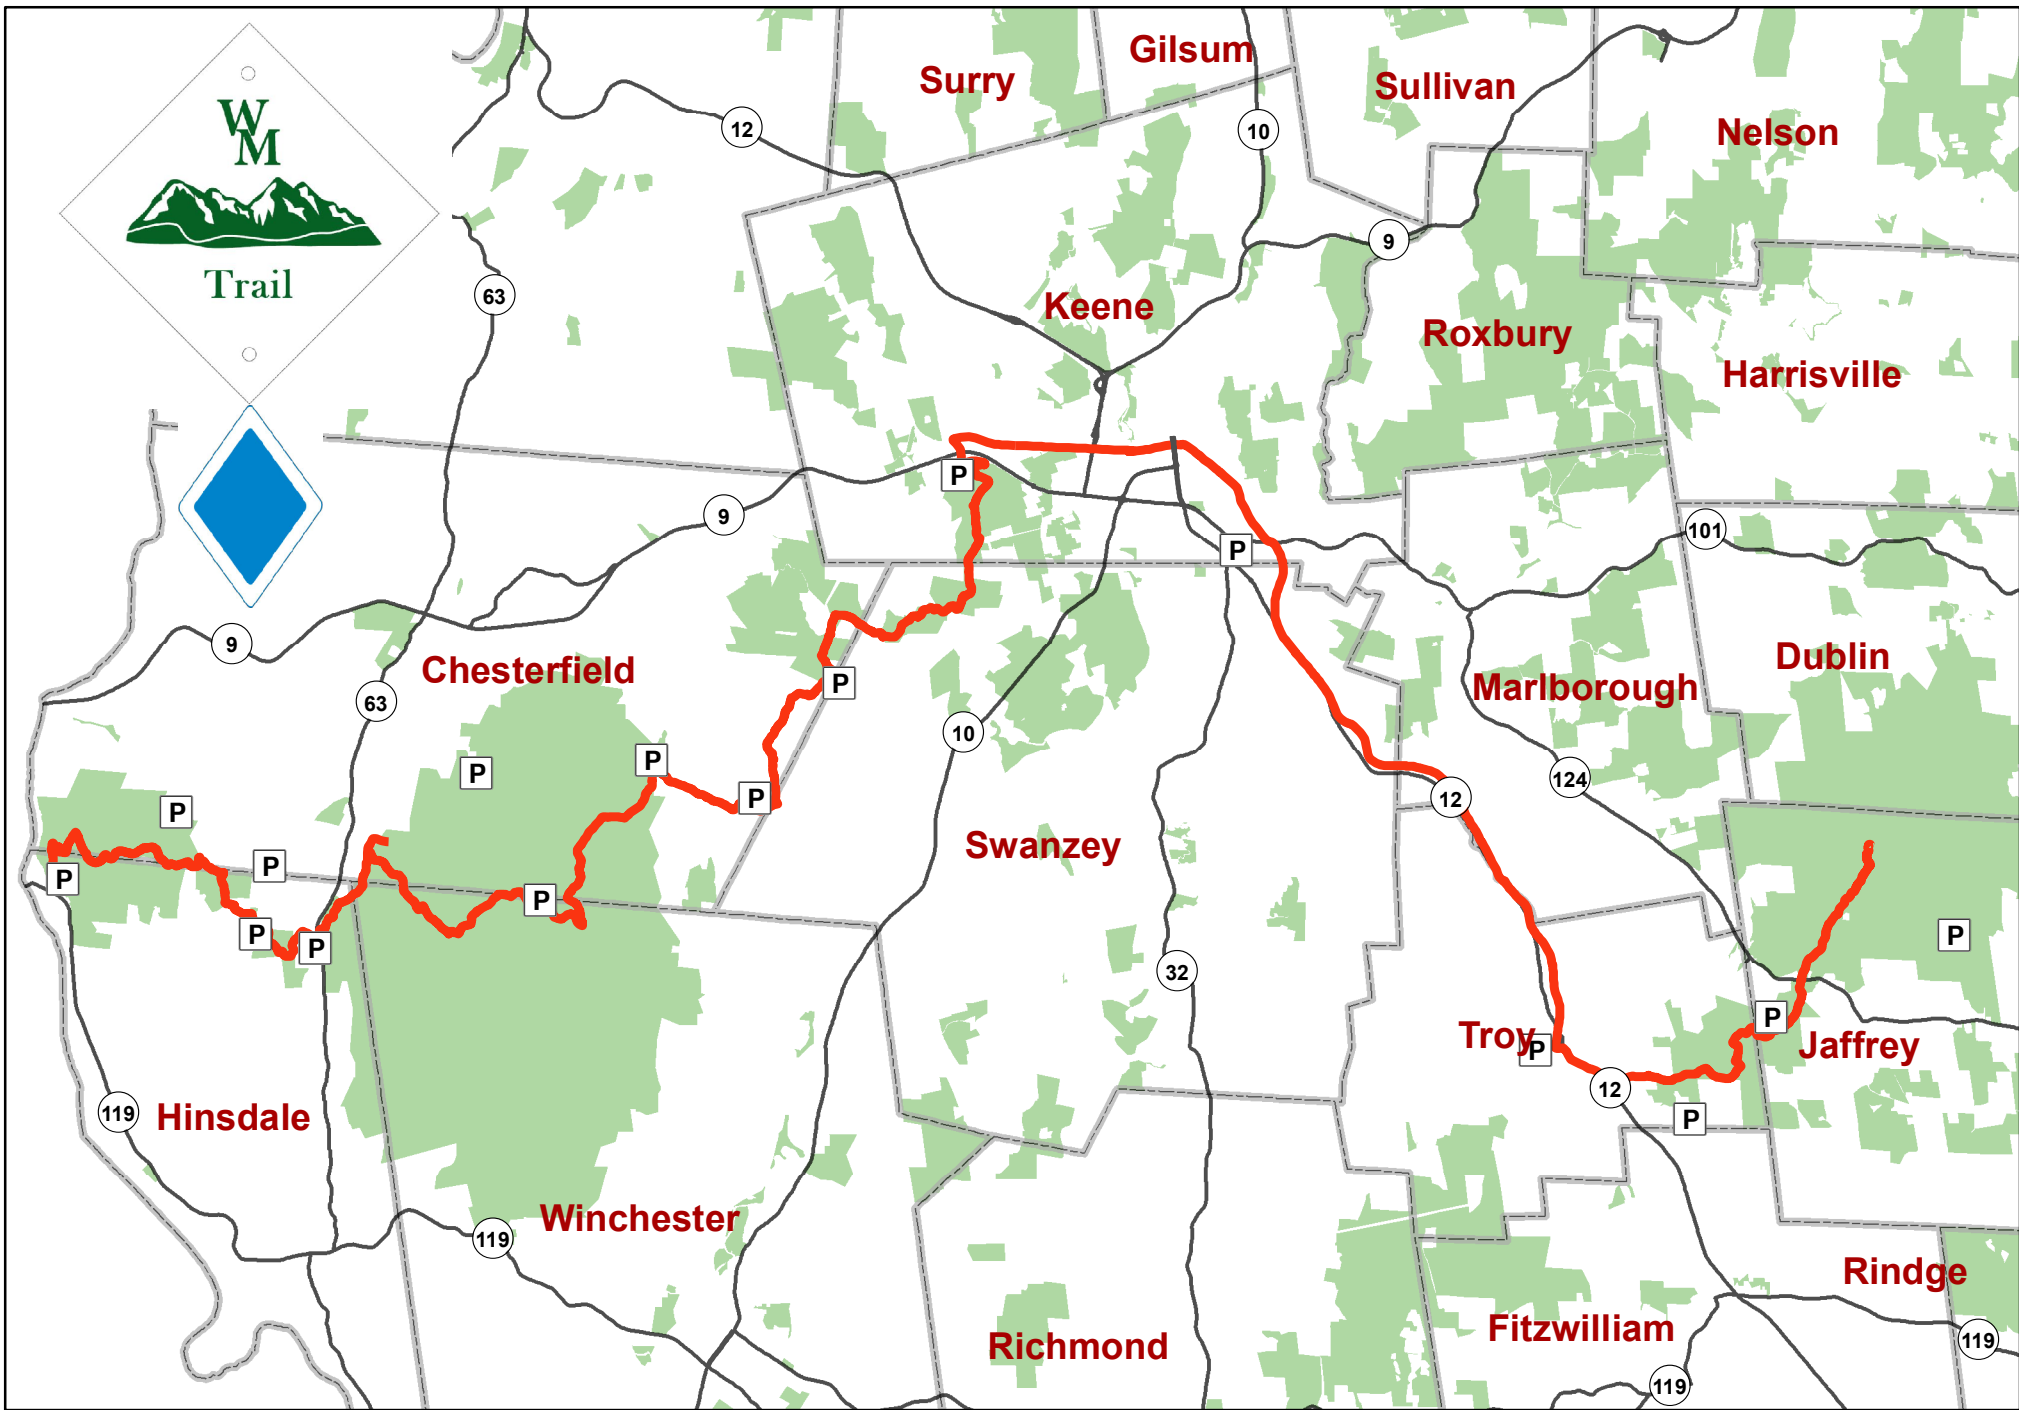 W
M
Trail
Surry
Gilsum
Sullivan
Nelson
12
10
9
63
Keene
Roxbury
Harrisville
P
9
P
101
9
Chesterfield
Dublin
Marlborough
63
P
10
P
P
P
124
12
P
Swanzey
P
P
P
P
P
P
32
P
Troy
P
Jaffrey
12
119
Hinsdale
P
Winchester
119
Rindge
Fitzwilliam
Richmond
119
119